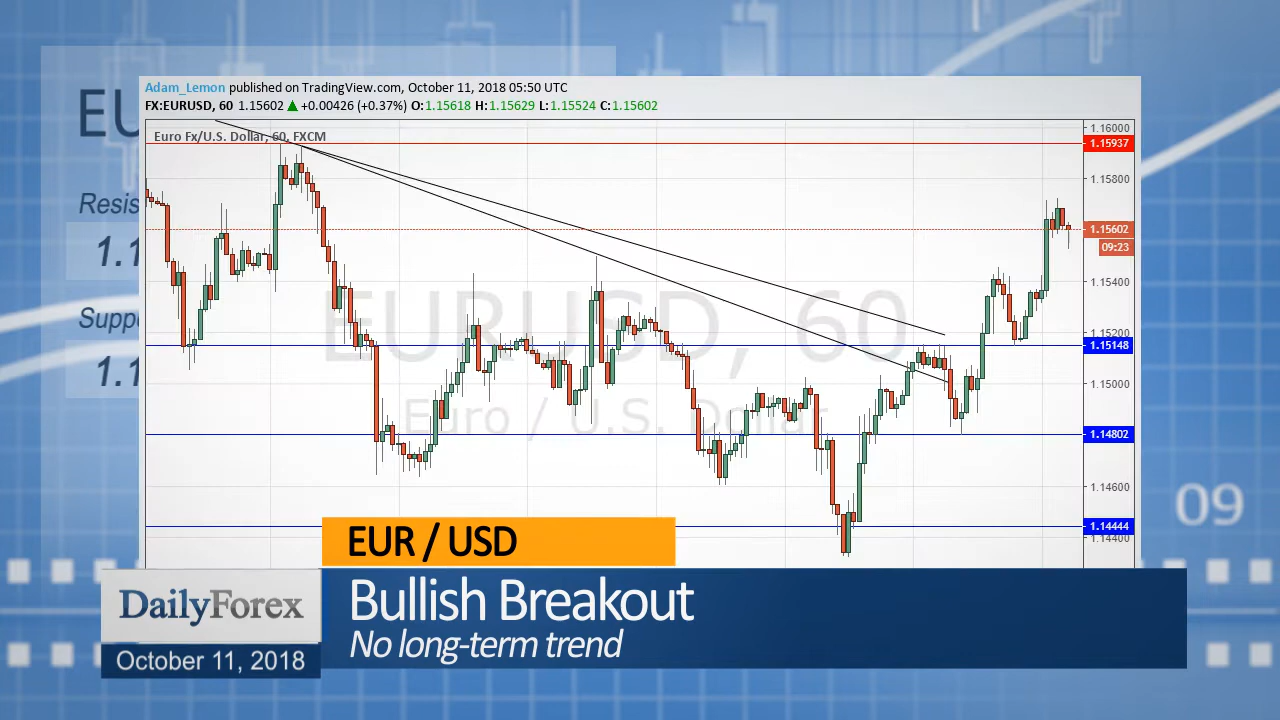 Adam_Lemon published on TradingView.com, October 11, 2018 05:50 UTC
FX:EURUSD, 60 1.15602 ▲ +0.00426 (+0.37%) O:1.15618 H:1.15629 L:1.15524 C:1.15602
Euro Fx/U.S. Dollar, 60, FXCM
1.16000
1.15937
1.15800
1.15602
09:23
1.15400
1.15200
1.15148
1.15000
1.14802
1.14600
1.14444
1.14400
EURUSD, 60
Euro / U.S. Dollar
EU
Resis
1.1
Suppo
1.1
09
EUR / USD
Bullish Breakout
No long-term trend
DailyForex
October 11, 2018